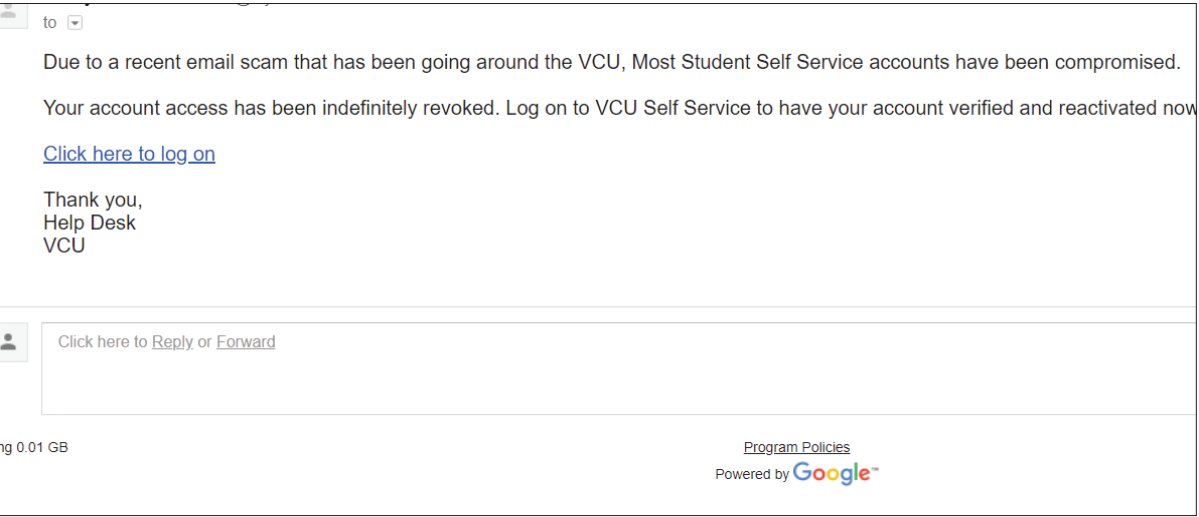 to
Due to a recent email scam that has been going around the VCU, Most Student Self Service accounts have been compromised.
Your account access has been indefinitely revoked. Log on to VCU Self Service to have your account verified and reactivated now
Click here to log on
Thank you,
Help Desk
VCU
Click here to Reply or Forward
0.01 GB
Program Policies
Powered by Google™